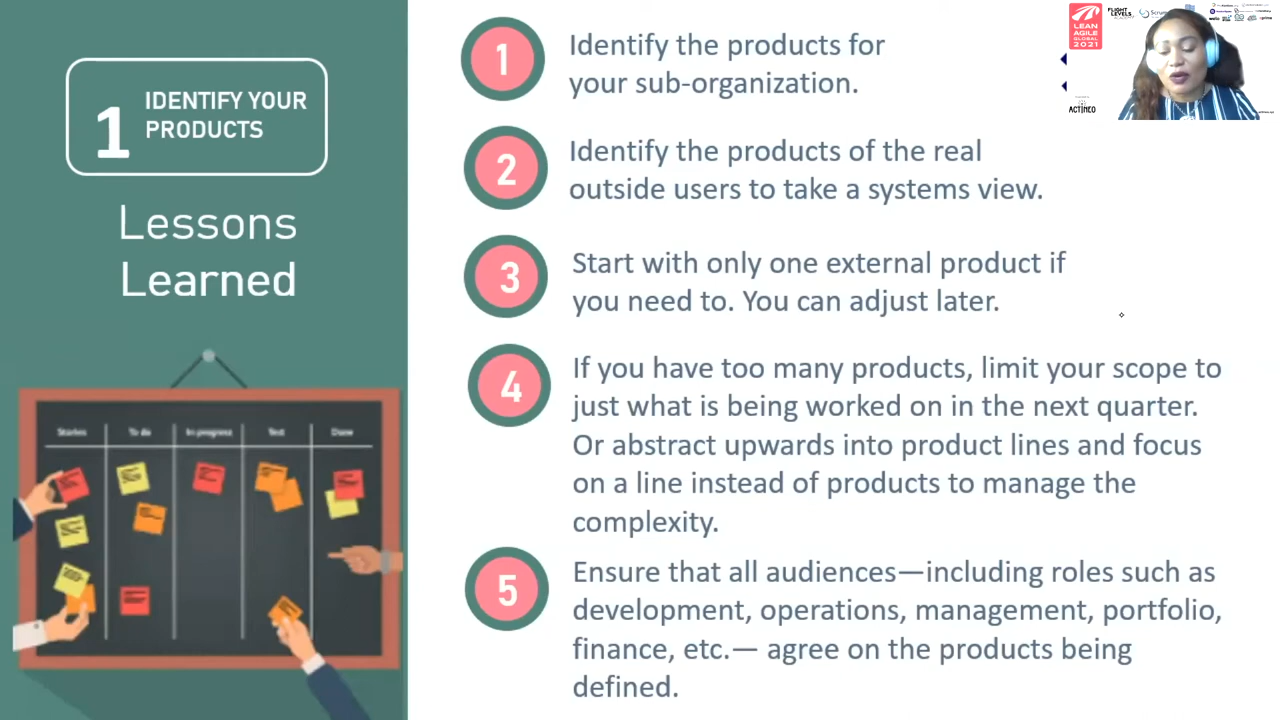 1
IDENTIFY YOUR
PRODUCTS
Lessons
Learned
Stories
To do
In progress
Test
Done
1
Identify the products for
your sub-organization.
2
Identify the products of the real
outside users to take a systems view.
3
Start with only one external product if
you need to. You can adjust later.
4
If you have too many products, limit your scope to
just what is being worked on in the next quarter.
Or abstract upwards into product lines and focus
on a line instead of products to manage the
complexity.
5
Ensure that all audiences—including roles such as
development, operations, management, portfolio,
finance, etc.— agree on the products being
defined.
LEAN
AGILE
GLOBAL
2021
FLIGHT
LEVELS
ACTINEO